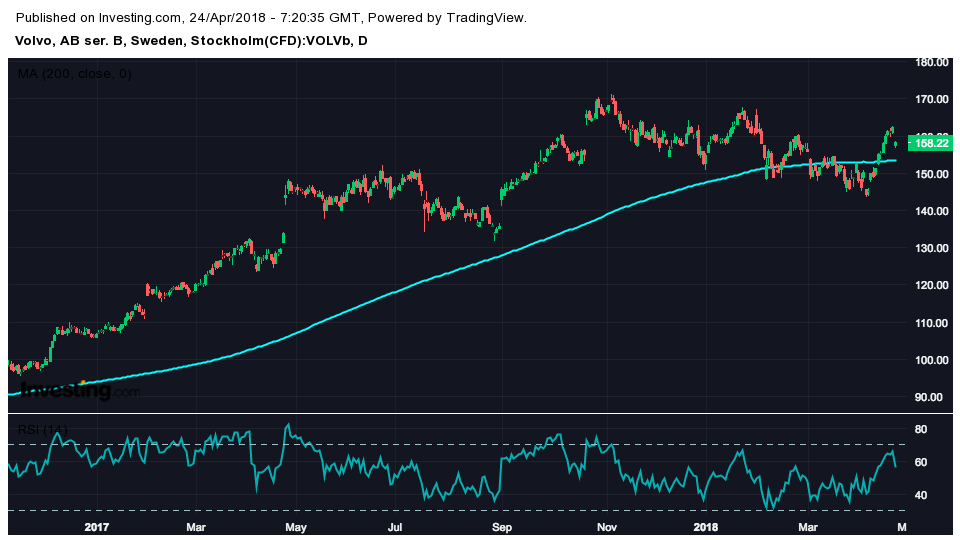 Published on Investing.com, 24/Apr/2018 - 7:20:35 GMT, Powered by TradingView.
Volvo, AB ser. B, Sweden, Stockholm(CFD):VOLVb, D
MA (200, close, 0)
180.00
170.00
158.22
150.00
140.00
130.00
120.00
110.00
100.00
90.00
Investing.com
RSI (14)
80
60
40
2017 Mar May Jul Sep Nov 2018 Mar M